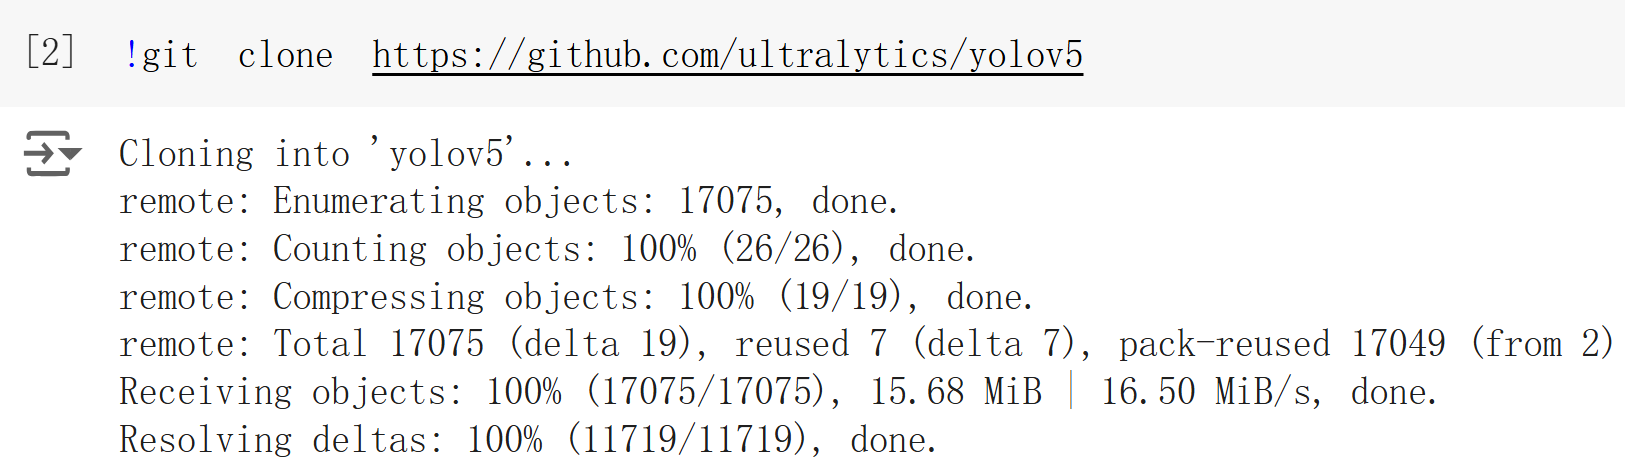 [2] !git clone https://github.com/ultralytics/yolov5
Cloning into 'yolov5'...
remote: Enumerating objects: 17075, done.
remote: Counting objects: 100% (26/26), done.
remote: Compressing objects: 100% (19/19), done.
remote: Total 17075 (delta 19), reused 7 (delta 7), pack-reused 17049 (from 2)
Receiving objects: 100% (17075/17075), 15.68 MiB | 16.50 MiB/s, done.
Resolving deltas: 100% (11719/11719), done.